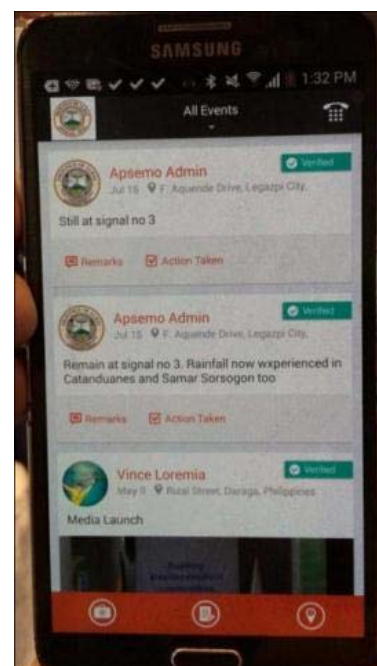 SAMSUNG
1:32 PM
All Events
Apsemo Admin
Verified
Jul 15 F. Aquende Drive, Legazpi City,
Still at signal no 3
Remarks Action Taken
Apsemo Admin
Verified
Jul 15 F. Aquende Drive, Legazpi City,
Remain at signal no 3. Rainfall now wxperienced in
Catanduanes and Samar Sorsogon too
Remarks Action Taken
Vince Loremia
Verified
May 11 Rizal Street, Daraga, Philippines
Media Launch